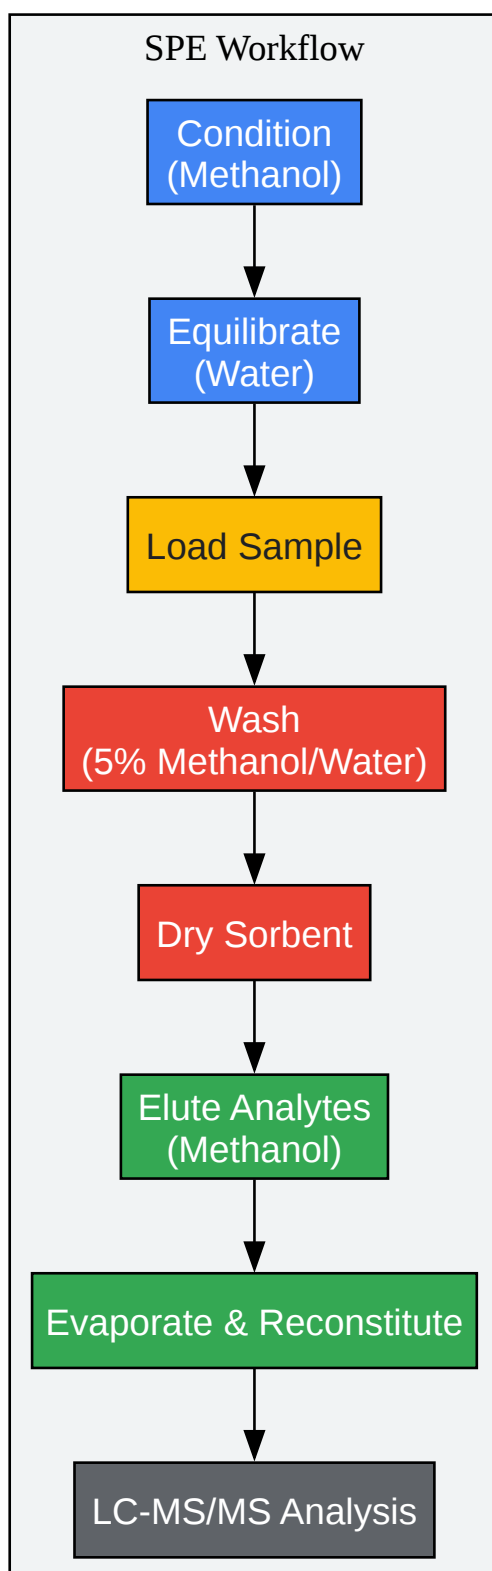 SPE Workflow
Condition
(Methanol)
Equilibrate
(Water)
Load Sample
Wash
(5% Methanol/Water)
Dry Sorbent
Elute Analytes
(Methanol)
Evaporate & Reconstitute
LC-MS/MS Analysis